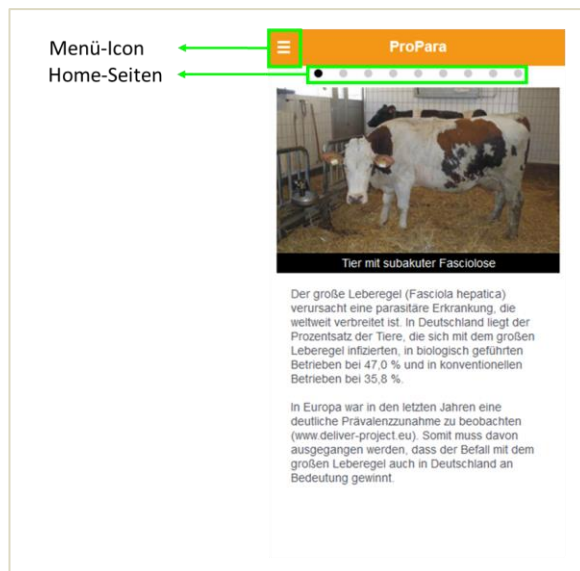 Menü-Icon
Home-Seiten
ProPara
Tier mit subakuter Fasciolose
Der große Leberegel (Fasciola hepatica)
verursacht eine parasitäre Erkrankung, die
weltweit verbreitet ist. In Deutschland liegt der
Prozentsatz der Tiere, die sich mit dem großen
Leberegel infizierten, in biologisch geführten
Betrieben bei 47,0 % und in konventionellen
Betrieben bei 35,8 %.
In Europa war in den letzten Jahren eine
deutliche Prävalenzzunahme zu beobachten
(www.deliver-project.eu). Somit muss davon
ausgegangen werden, dass der Befall mit dem
großen Leberegel auch in Deutschland an
Bedeutung gewinnt.